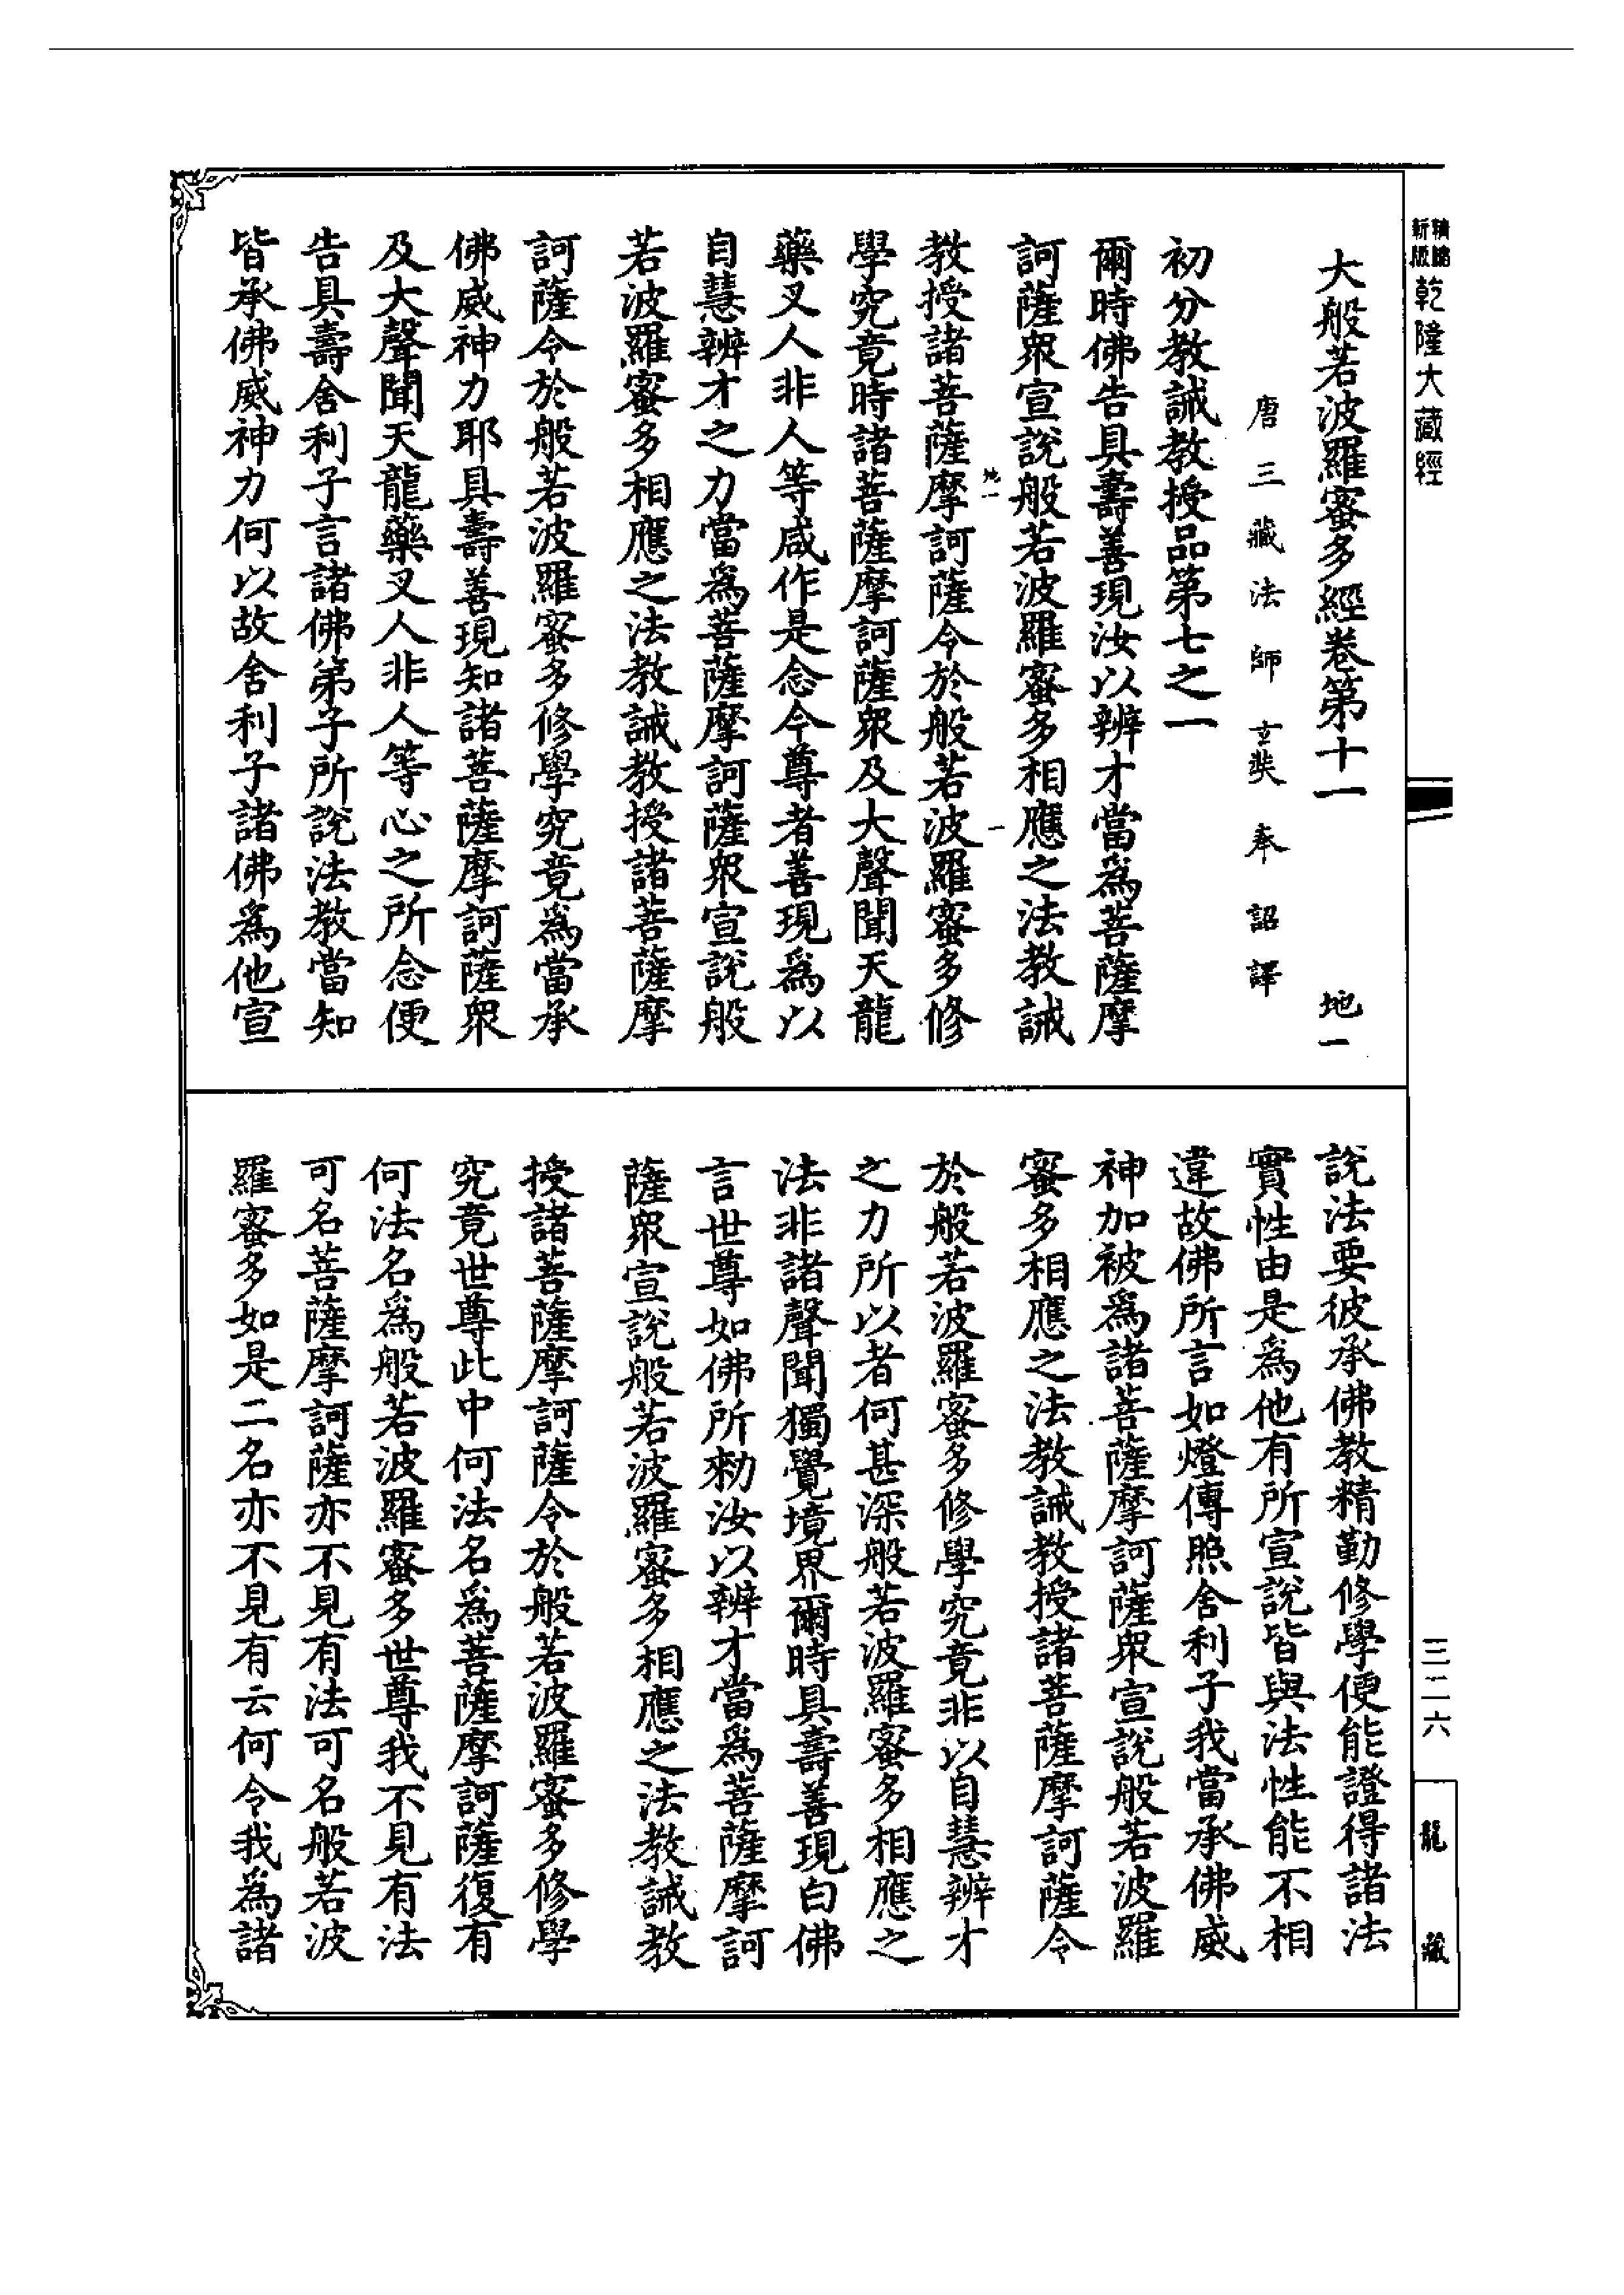 新版精縮乾隆大藏經
大般若波羅蜜多經卷第十一 地一
唐三藏法師玄奘奉詔譯
初分教誡教授品第七之一
爾時佛告具壽善現汝以辨才當爲菩薩摩
訶薩眾宣說般若波羅蜜多相應之法教誡
地一 一
教授諸菩薩摩訶薩令於般若波羅蜜多修
學究竟時諸菩薩摩訶薩眾及大聲聞天龍
藥叉人非人等咸作是念今尊者善現爲以
自慧辨才之力當爲菩薩摩訶薩眾宣說般
若波羅蜜多相應之法教誡教授諸菩薩摩
訶薩令於般若波羅蜜多修學究竟爲當承
佛威神力耶具壽善現知諸菩薩摩訶薩眾
及大聲聞天龍藥叉人非人等心之所念便
告具壽舍利子言諸佛弟子所說法教當知
皆承佛威神力何以故舍利子諸佛爲他宣
說法要彼承佛教精勤修學便能證得諸法
實性由是爲他有所宣說皆與法性能不相
違故佛所言如燈傳照舍利子我當承佛威
神加被爲諸菩薩摩訶薩眾宣說般若波羅
蜜多相應之法教誡教授諸菩薩摩訶薩令
於般若波羅蜜多修學究竟非以自慧辨才
之力所以者何甚深般若波羅蜜多相應之
法非諸聲聞獨覺境界爾時具壽善現白佛
言世尊如佛所勑汝以辨才當爲菩薩摩訶
薩眾宣說般若波羅蜜多相應之法教誡教
授諸菩薩摩訶薩令於般若波羅蜜多修學
究竟世尊此中何法名爲菩薩摩訶薩復有
何法名爲般若波羅蜜多世尊我不見有法
可名菩薩摩訶薩亦不見有法可名般若波
羅蜜多如是二名亦不見有云何令我爲諸
三二六
龍藏